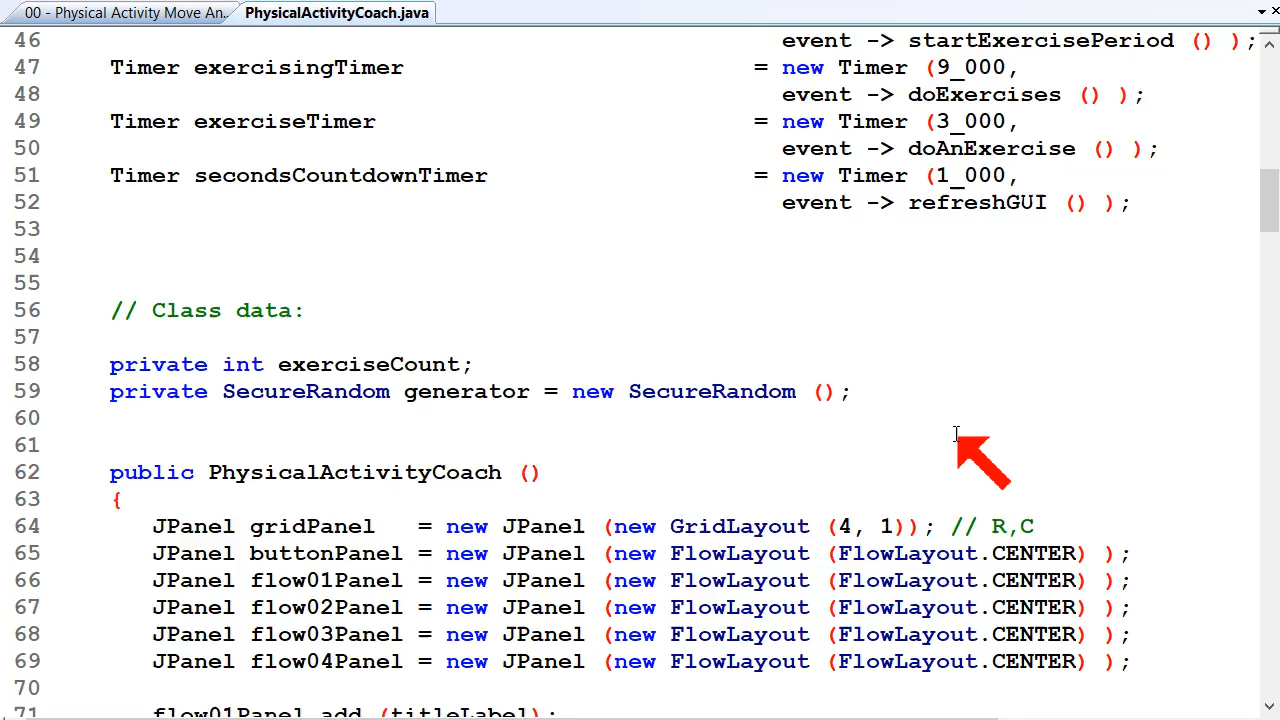 00 - Physical Activity Move An.. PhysicalActivityCoach.java
46 event -> startExercisePeriod () );
47 Timer exercisingTimer = new Timer (9_000,
48 event -> doExercises () );
49 Timer exerciseTimer = new Timer (3_000,
50 event -> doAnExercise () );
51 Timer secondsCountdownTimer = new Timer (1_000,
52 event -> refreshGUI () );
53
54
55
56 // Class data:
57
58 private int exerciseCount;
59 private SecureRandom generator = new SecureRandom ();
60
61
62 public PhysicalActivityCoach ()
63 {
64 JPanel gridPanel = new JPanel (new GridLayout (4, 1)); // R,C
65 JPanel buttonPanel = new JPanel (new FlowLayout (FlowLayout.CENTER) );
66 JPanel flow01Panel = new JPanel (new FlowLayout (FlowLayout.CENTER) );
67 JPanel flow02Panel = new JPanel (new FlowLayout (FlowLayout.CENTER) );
68 JPanel flow03Panel = new JPanel (new FlowLayout (FlowLayout.CENTER) );
69 JPanel flow04Panel = new JPanel (new FlowLayout (FlowLayout.CENTER) );
70
71 flow01Panel.add (titleLabel);